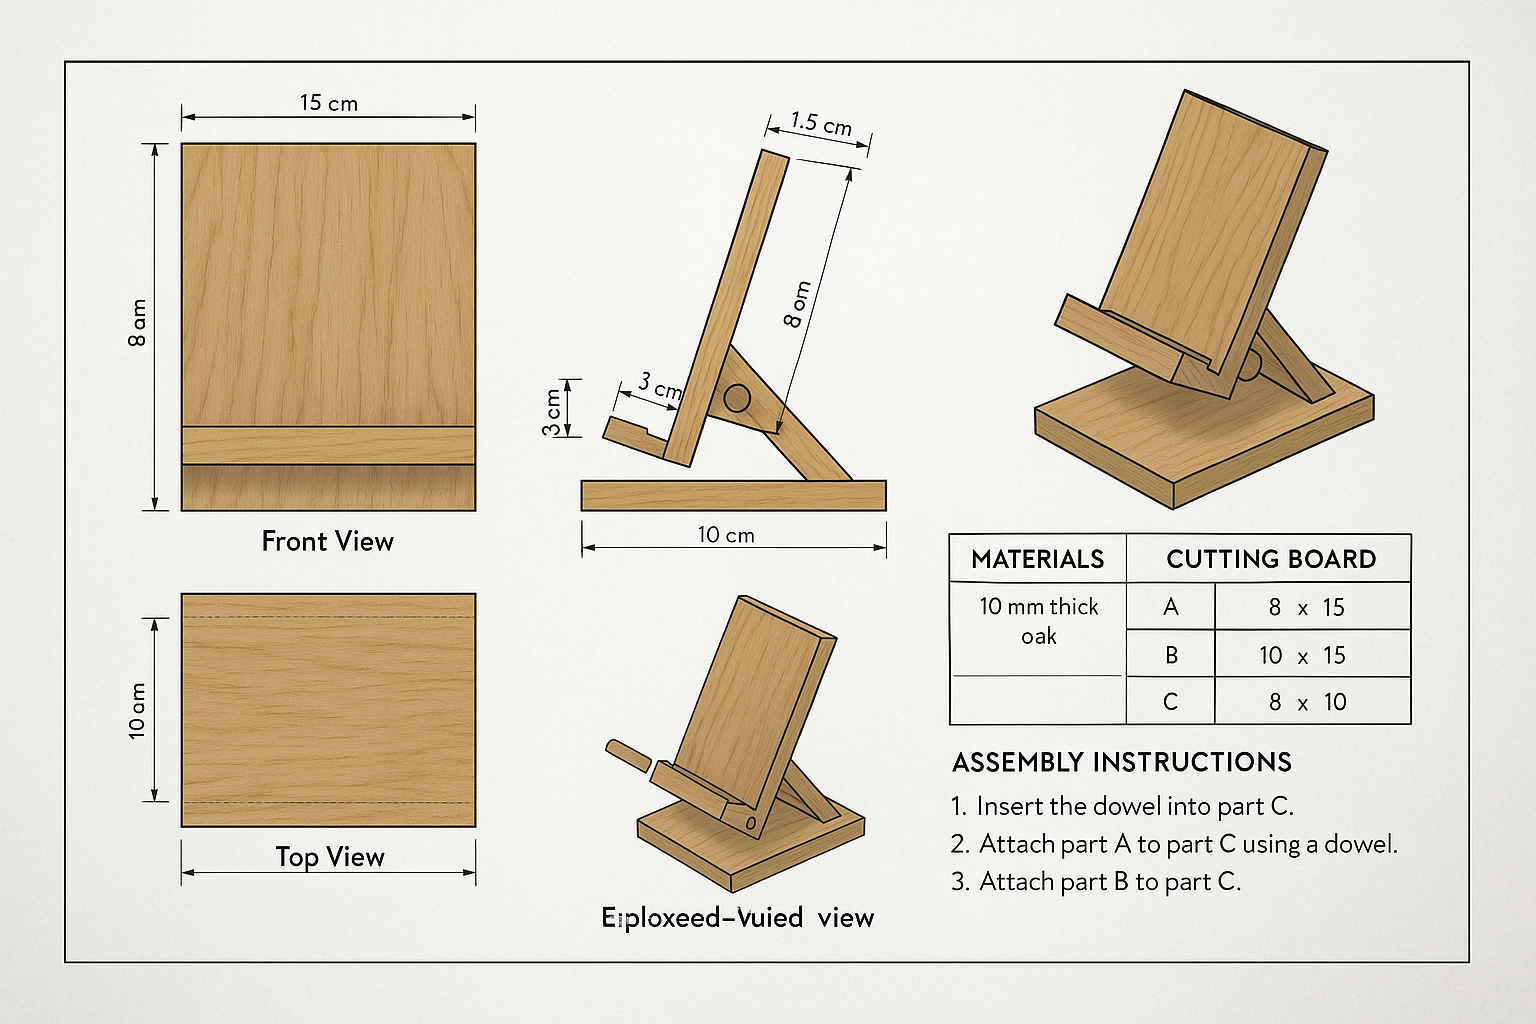 15 cm
8 am
Front View
10 am
Top View
1.5 cm
8 om
3 cm
3 cm
10 cm
Eiploxeed–Vuied view
MATERIALS CUTTING BOARD
10 mm thick
oak
A 8 x 15
B 10 x 15
C 8 x 10
ASSEMBLY INSTRUCTIONS
1. Insert the dowel into part C.
2. Attach part A to part C using a dowel.
3. Attach part B to part C.